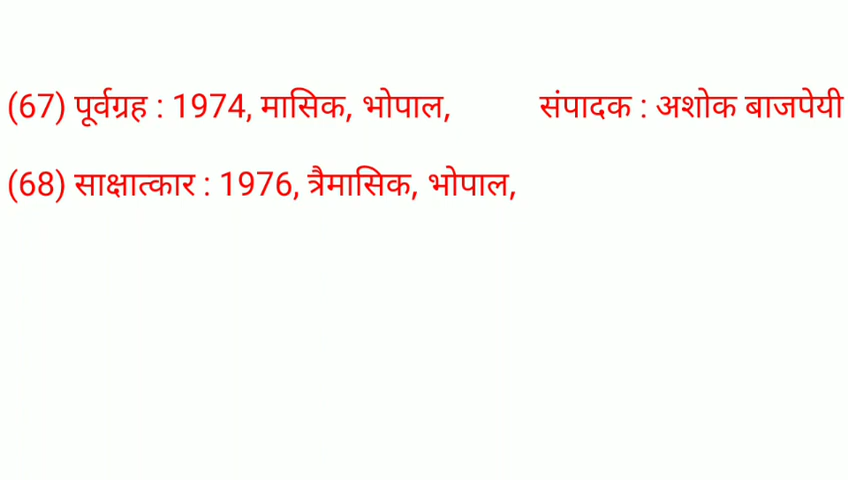 (67) पूर्वग्रह : 1974, मासिक, भोपाल, संपादक : अशोक बाजपेयी
(68) साक्षात्कार : 1976, त्रैमासिक, भोपाल,